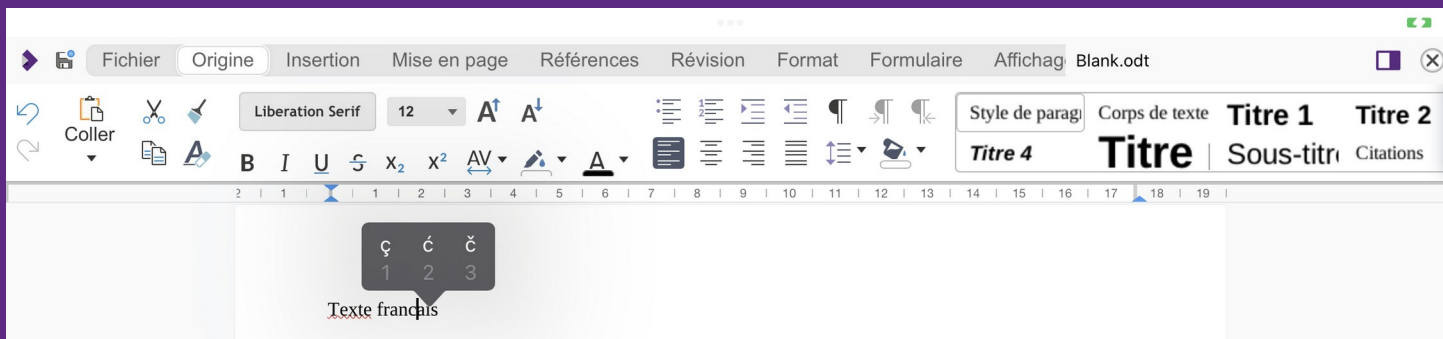 Fichier Origine Insertion Mise en page Références Révision Format Formulaire Affichag Blank.odt
Coller Liberation Serif 12 A A ¶ Style de paragr Corps de texte Titre 1 Titre 2
B I U S x₂ x² AV A Titre 4 Titre Sous-titr Citations
2 1 1 2 3 4 5 6 7 8 9 10 11 12 13 14 15 16 17 18 19
ç ć č
1 2 3
Texte francais